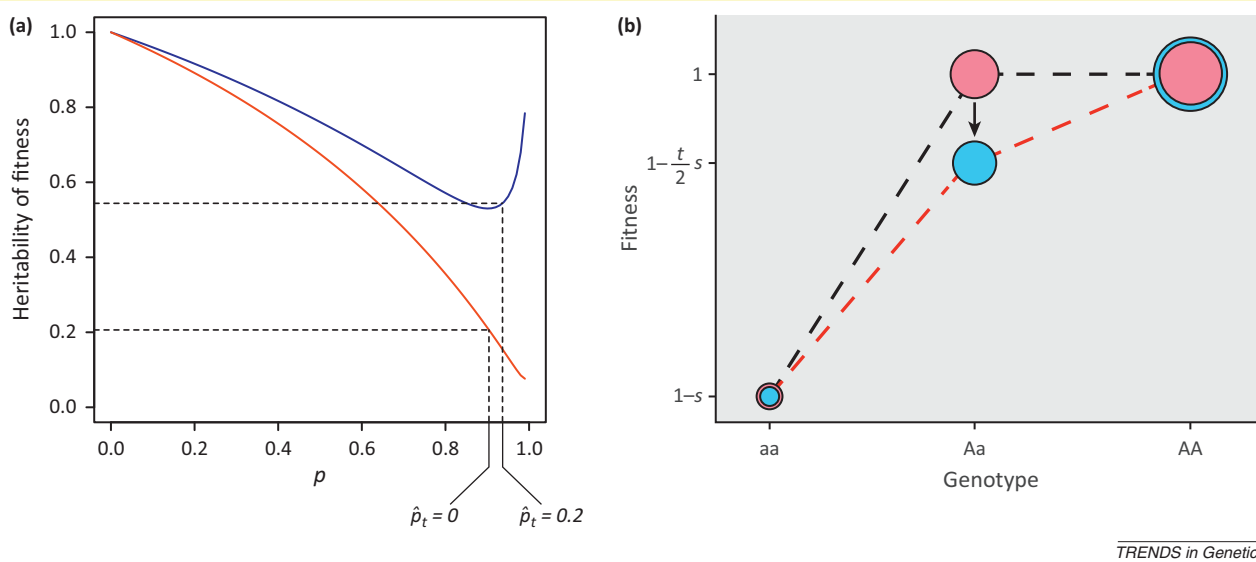 (a)
1.0
0.8
0.6
0.4
0.2
0.0
Heritability of fitness
0.0 0.2 0.4 0.6 0.8 1.0
p
p̂t = 0 p̂t = 0.2
(b)
1
1–t/2 s
1–s
Fitness
aa Aa AA
Genotype
TRENDS in Genetic